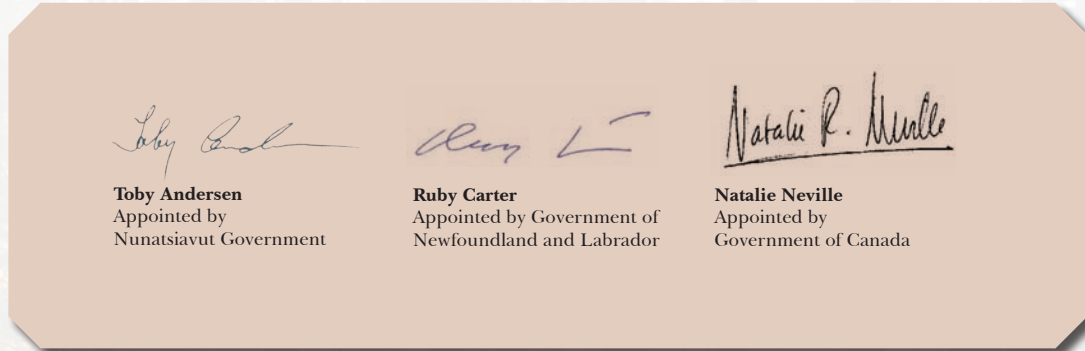 Toby
Toby Andersen
Appointed by
Nunatsiavut Government
Ruby Carter
Appointed by Government of
Newfoundland and Labrador
Natalie R. Neville
Natalie Neville
Appointed by
Government of Canada